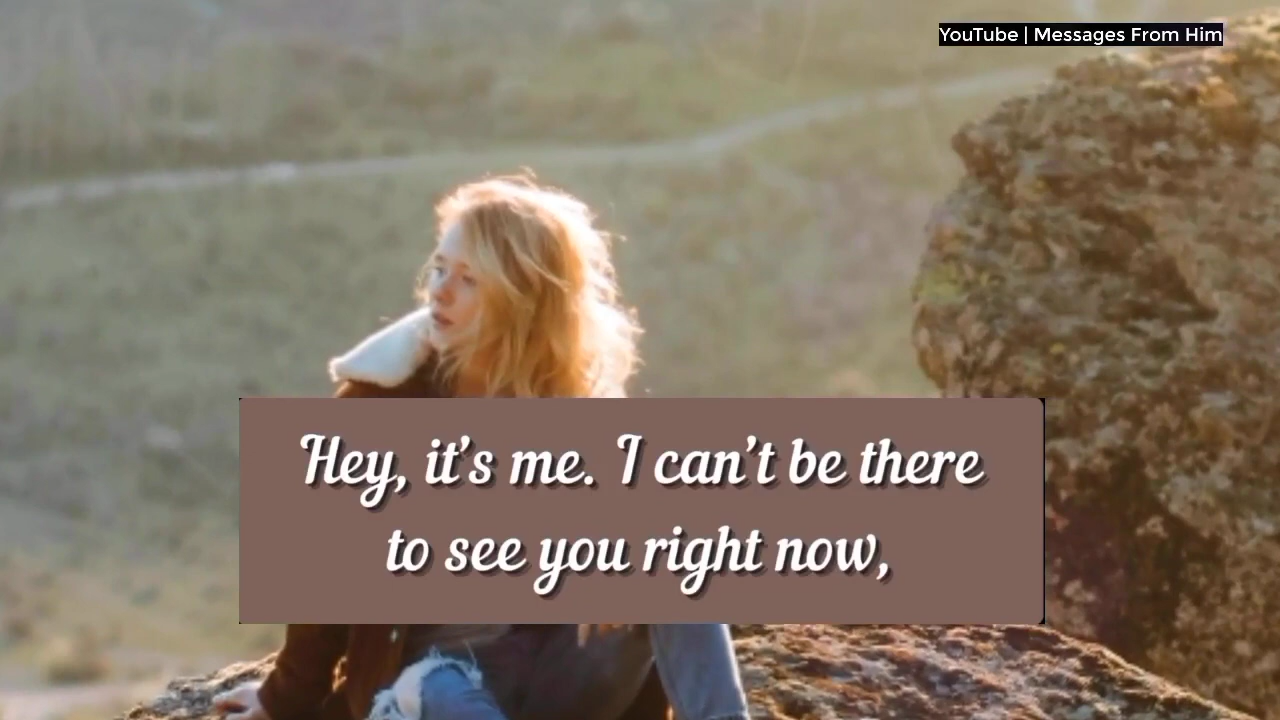 YouTube | Messages From Him
Hey, it's me. I can't be there
to see you right now,